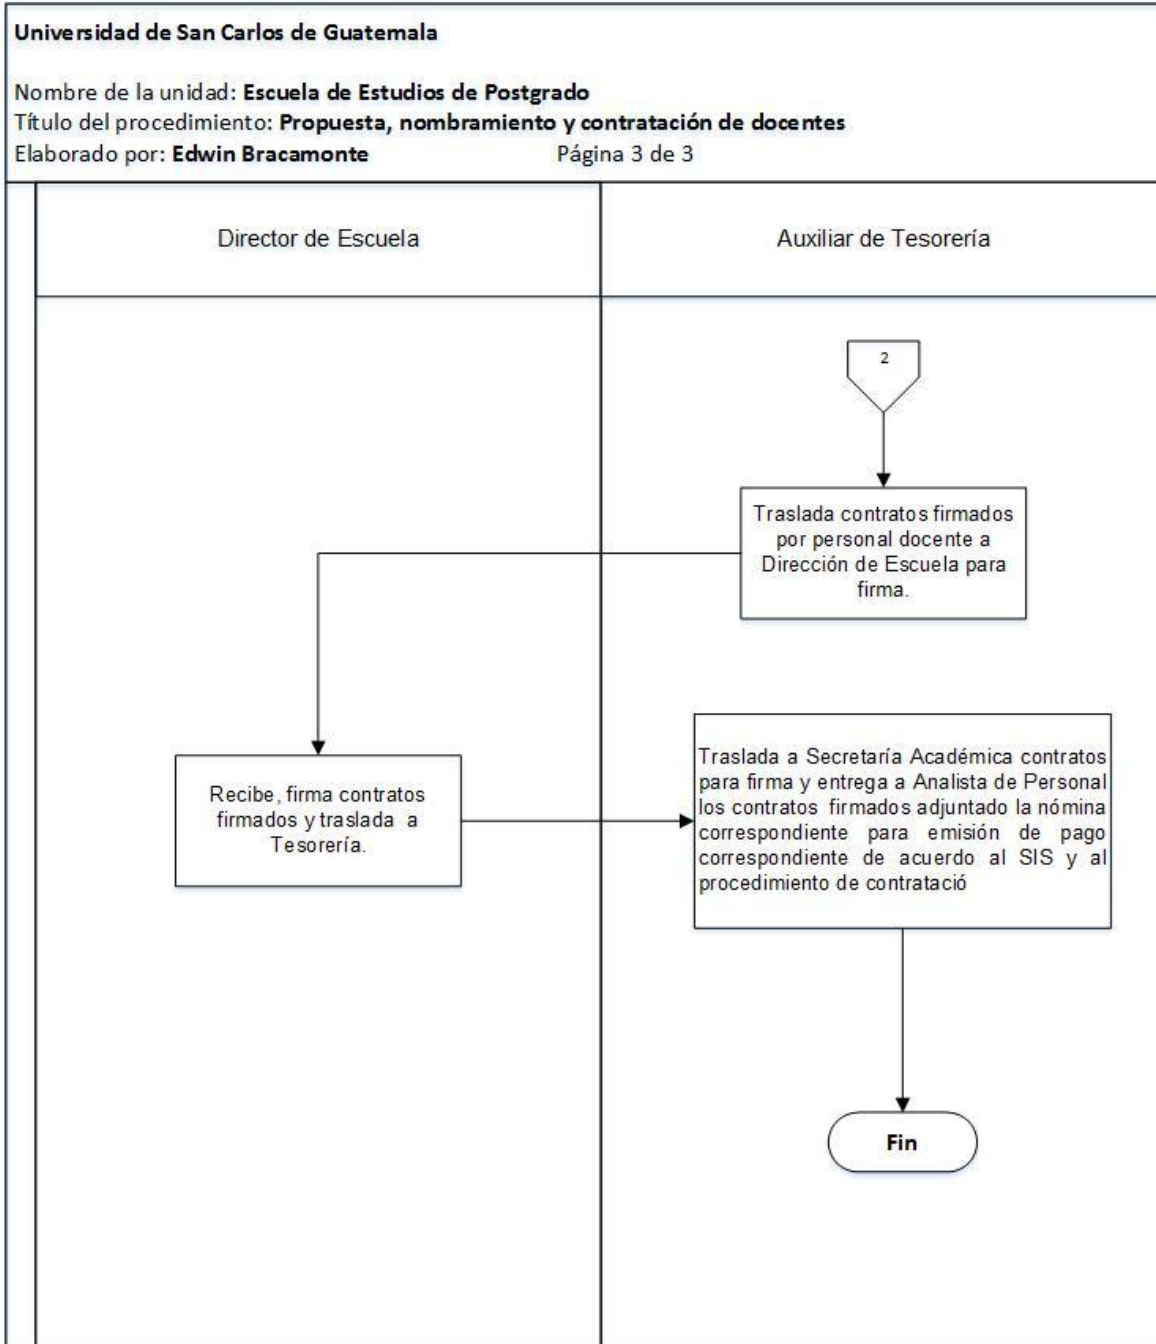 Universidad de San Carlos de Guatemala
Nombre de la unidad: Escuela de Estudios de Postgrado
Título del procedimiento: Propuesta, nombramiento y contratación de docentes
Elaborado por: Edwin Bracamonte Página 3 de 3
Director de Escuela
Auxiliar de Tesorería
2
Traslada contratos firmados
por personal docente a
Dirección de Escuela para
firma.
Recibe, firma contratos
firmados y traslada a
Tesorería.
Traslada a Secretaría Académica contratos
para firma y entrega a Analista de Personal
los contratos firmados adjuntado la nómina
correspondiente para emisión de pago
correspondiente de acuerdo al SIS y al
procedimiento de contratació
Fin